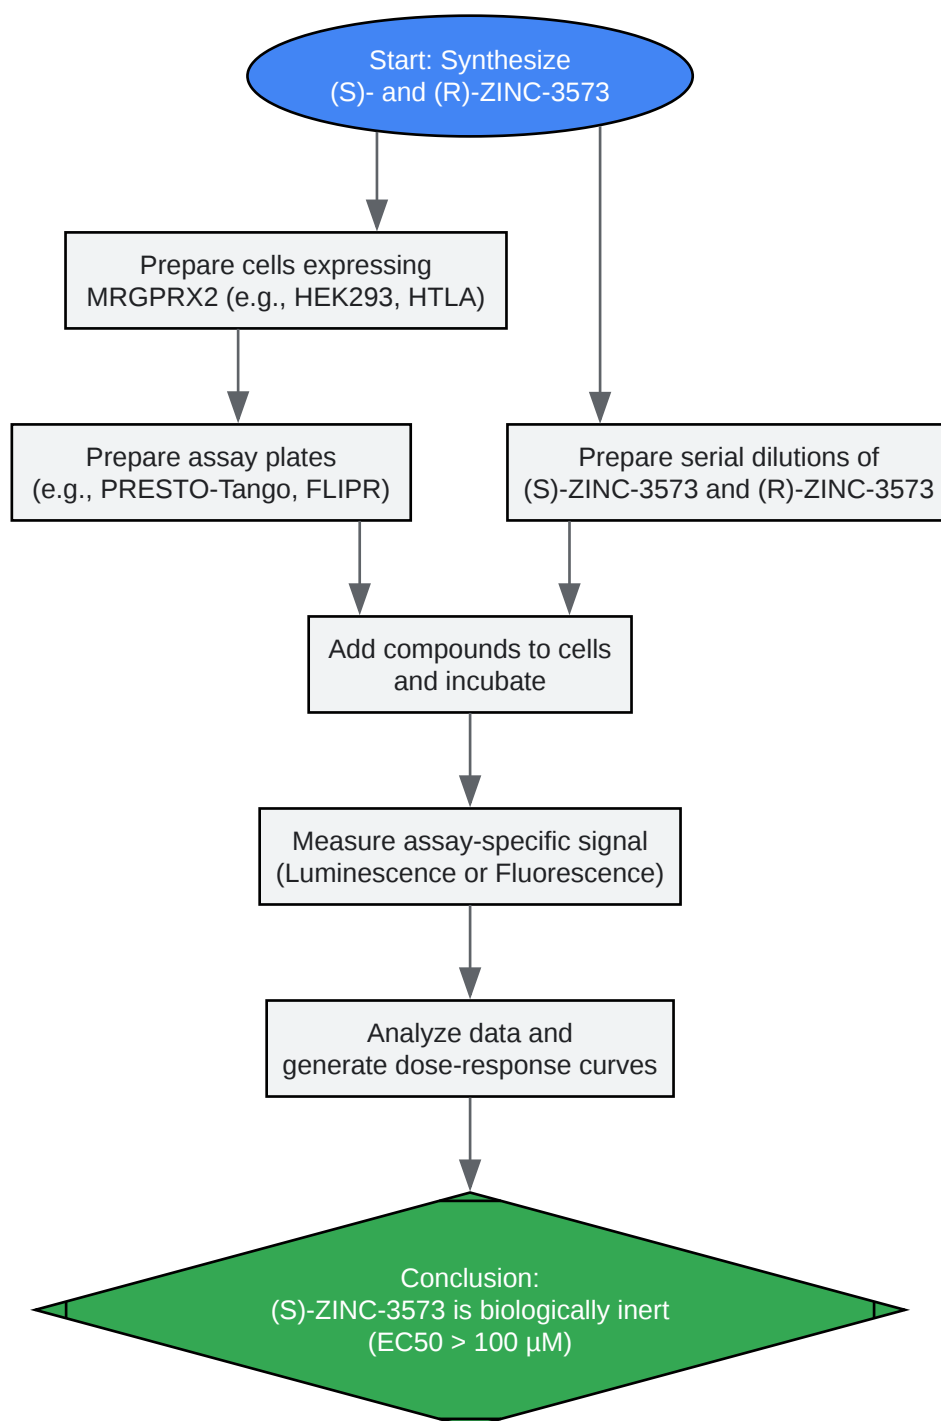 Start: Synthesize
(S)- and (R)-ZINC-3573
Prepare cells expressing
MRGPRX2 (e.g., HEK293, HTLA)
Prepare assay plates
(e.g., PRESTO-Tango, FLIPR)
Prepare serial dilutions of
(S)-ZINC-3573 and (R)-ZINC-3573
Add compounds to cells
and incubate
Measure assay-specific signal
(Luminescence or Fluorescence)
Analyze data and
generate dose-response curves
Conclusion:
(S)-ZINC-3573 is biologically inert
(EC50 > 100 µM)